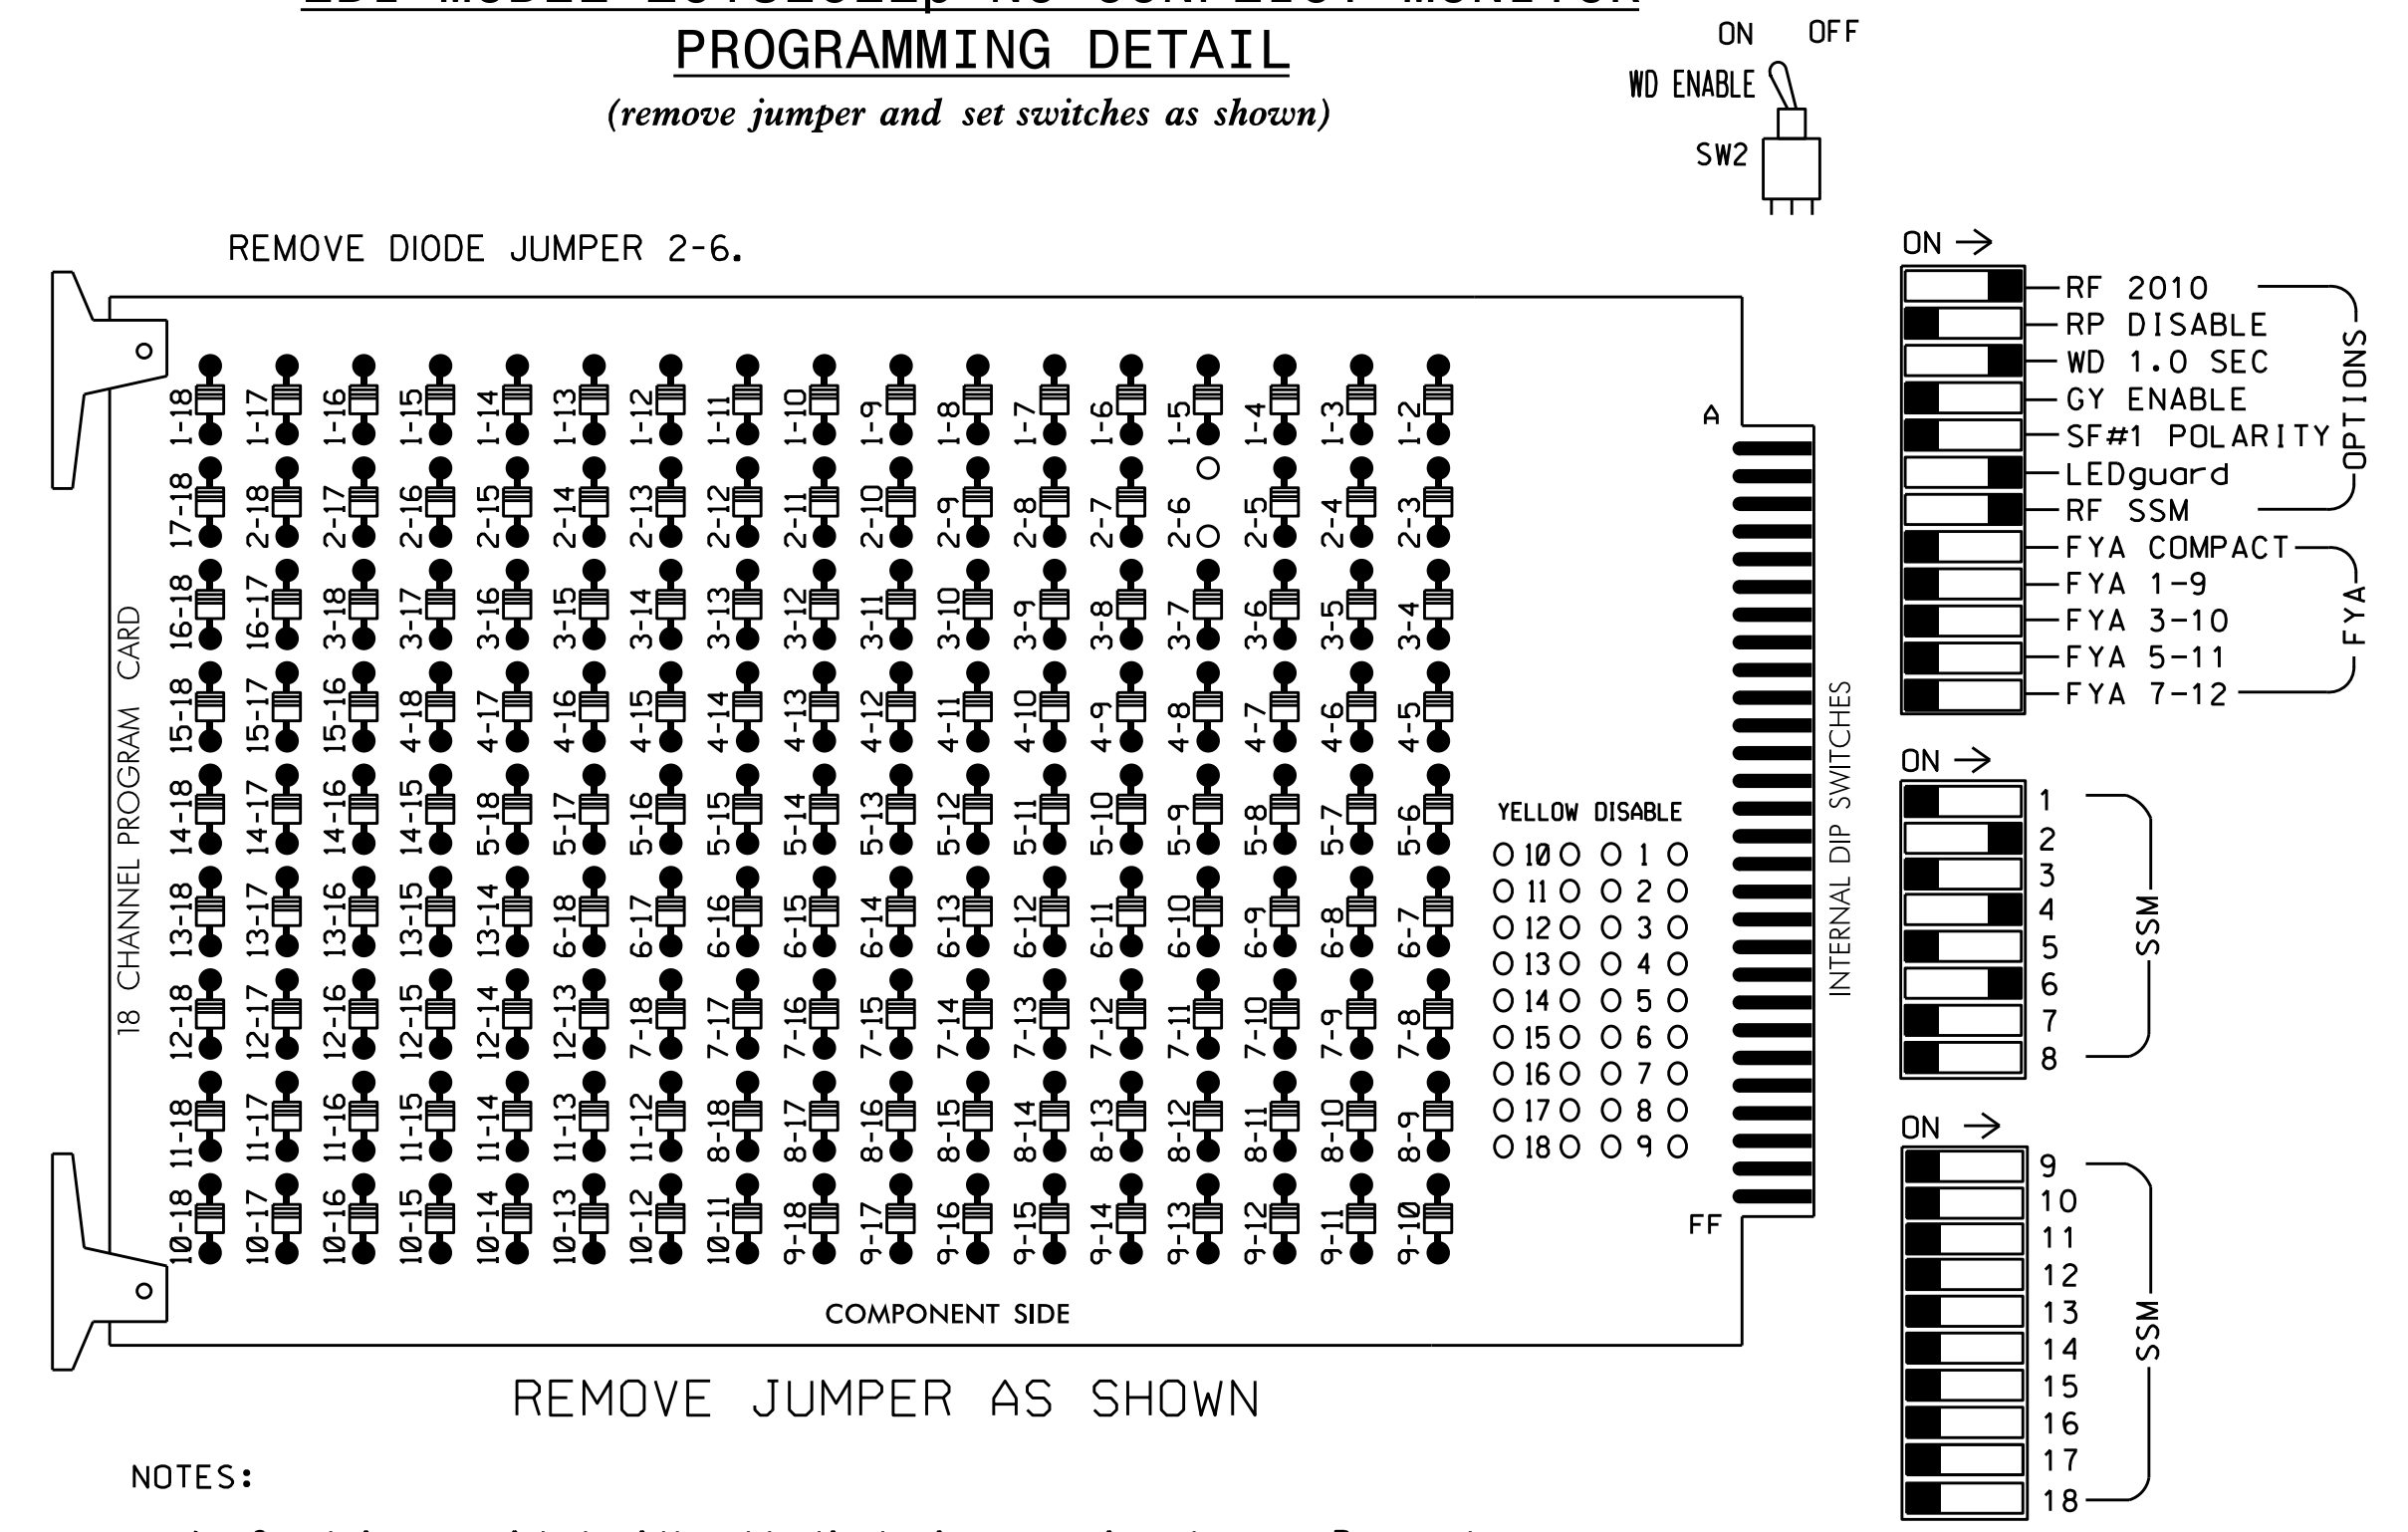 PROGRAMMING DETAIL
(remove jumper and set switches as shown)
ON OFF
WD ENABLE
SW2
REMOVE DIODE JUMPER 2-6.
18 CHANNEL PROGRAM CARD
1-18 1-17 1-16 1-15 1-14 1-13 1-12 1-11 1-10 1-9 1-8 1-7 1-6 1-5 1-4 1-3 1-2
17-18 2-18 2-17 2-16 2-15 2-14 2-13 2-12 2-11 2-10 2-9 2-8 2-7 2-6 2-5 2-4 2-3
16-18 16-17 3-18 3-17 3-16 3-15 3-14 3-13 3-12 3-11 3-10 3-9 3-8 3-7 3-6 3-5 3-4
15-18 15-17 15-16 4-18 4-17 4-16 4-15 4-14 4-13 4-12 4-11 4-10 4-9 4-8 4-7 4-6 4-5
14-18 14-17 14-16 14-15 5-18 5-17 5-16 5-15 5-14 5-13 5-12 5-11 5-10 5-9 5-8 5-7 5-6
13-18 13-17 13-16 13-15 13-14 6-18 6-17 6-16 6-15 6-14 6-13 6-12 6-11 6-10 6-9 6-8 6-7
12-18 12-17 12-16 12-15 12-14 12-13 7-18 7-17 7-16 7-15 7-14 7-13 7-12 7-11 7-10 7-9 7-8
11-18 11-17 11-16 11-15 11-14 11-13 11-12 8-18 8-17 8-16 8-15 8-14 8-13 8-12 8-11 8-10 8-9
10-18 10-17 10-16 10-15 10-14 10-13 10-12 10-11 9-18 9-17 9-16 9-15 9-14 9-13 9-12 9-11 9-10
COMPONENT SIDE
A
YELLOW DISABLE
10 1
11 2
12 3
13 4
14 5
15 6
16 7
17 8
18 9
FF
INTERNAL DIP SWITCHES
ON
RF 2010
RP DISABLE
WD 1.0 SEC
GY ENABLE
SF#1 POLARITY
LEDguard
RF SSM
OPTIONS
FYA COMPACT
FYA 1-9
FYA 3-10
FYA 5-11
FYA 7-12
FYA
ON
1
2
3
4
5
6
7
8
SSM
ON
9
10
11
12
13
14
15
16
17
18
SSM
REMOVE JUMPER AS SHOWN
NOTES: